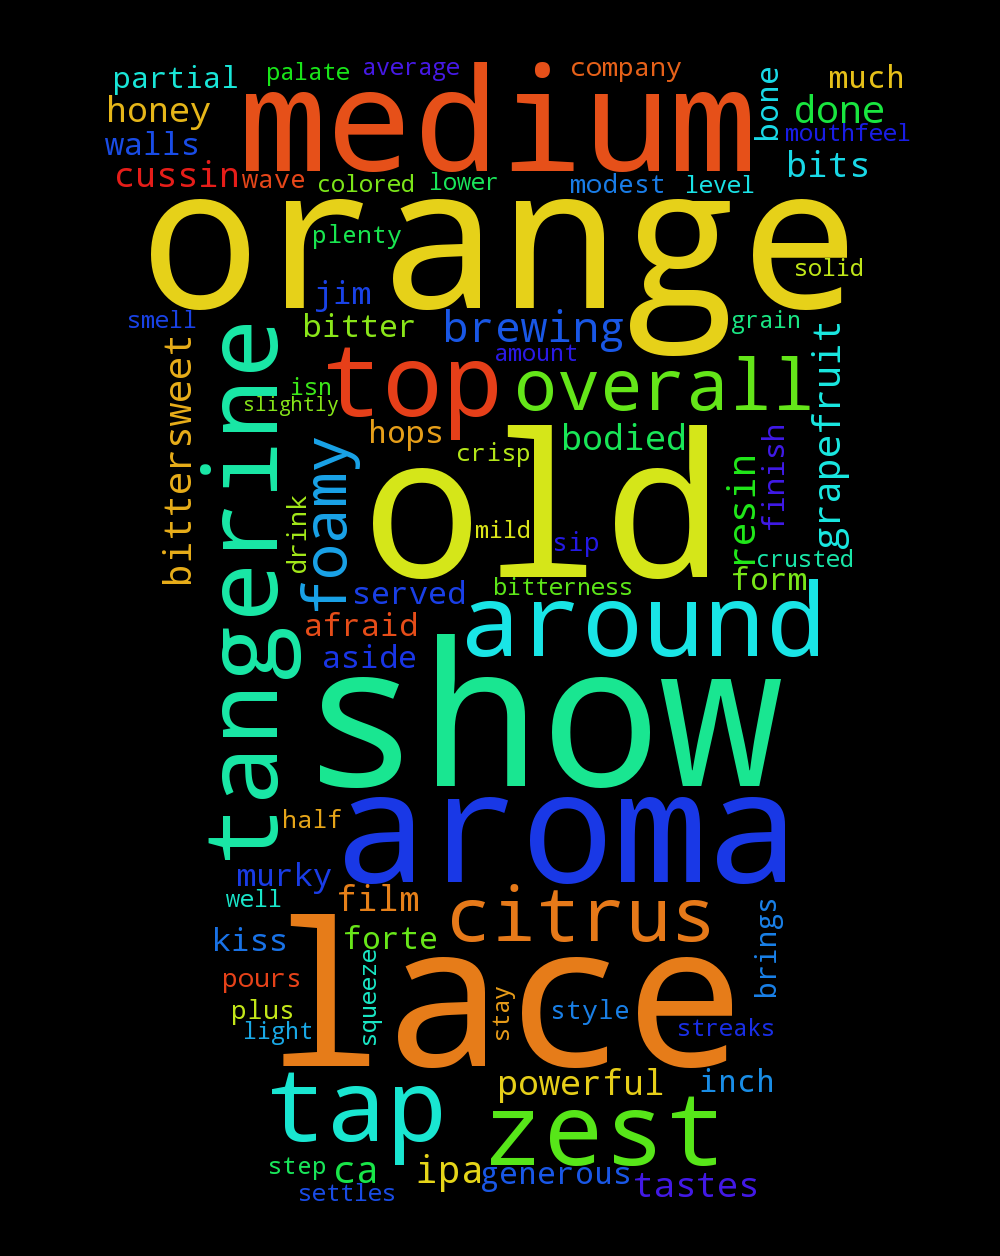 partial
palate
average
company
much
honey
medium
bone
done
walls
mouthfeel
cussin
wave
colored
lower
modest
level
bits
orange
plenty
solid
jim
smell
bitter
brewing
grain
amount
bittersweet
tangerine
isn
slightly
top
overall
grapefruit
hops
crisp
bodied
foamy
old
resin
finish
drink
mild
sip
crusted
form
served
bitterness
afraid
around
aside
show
half
aroma
murky
well
film
citrus
brings
kiss
forte
lace
pours
squeeze
plus
stay
style
light
streaks
tap
powerful
inch
zest
step
ca
ipa
generous
settles
tastes